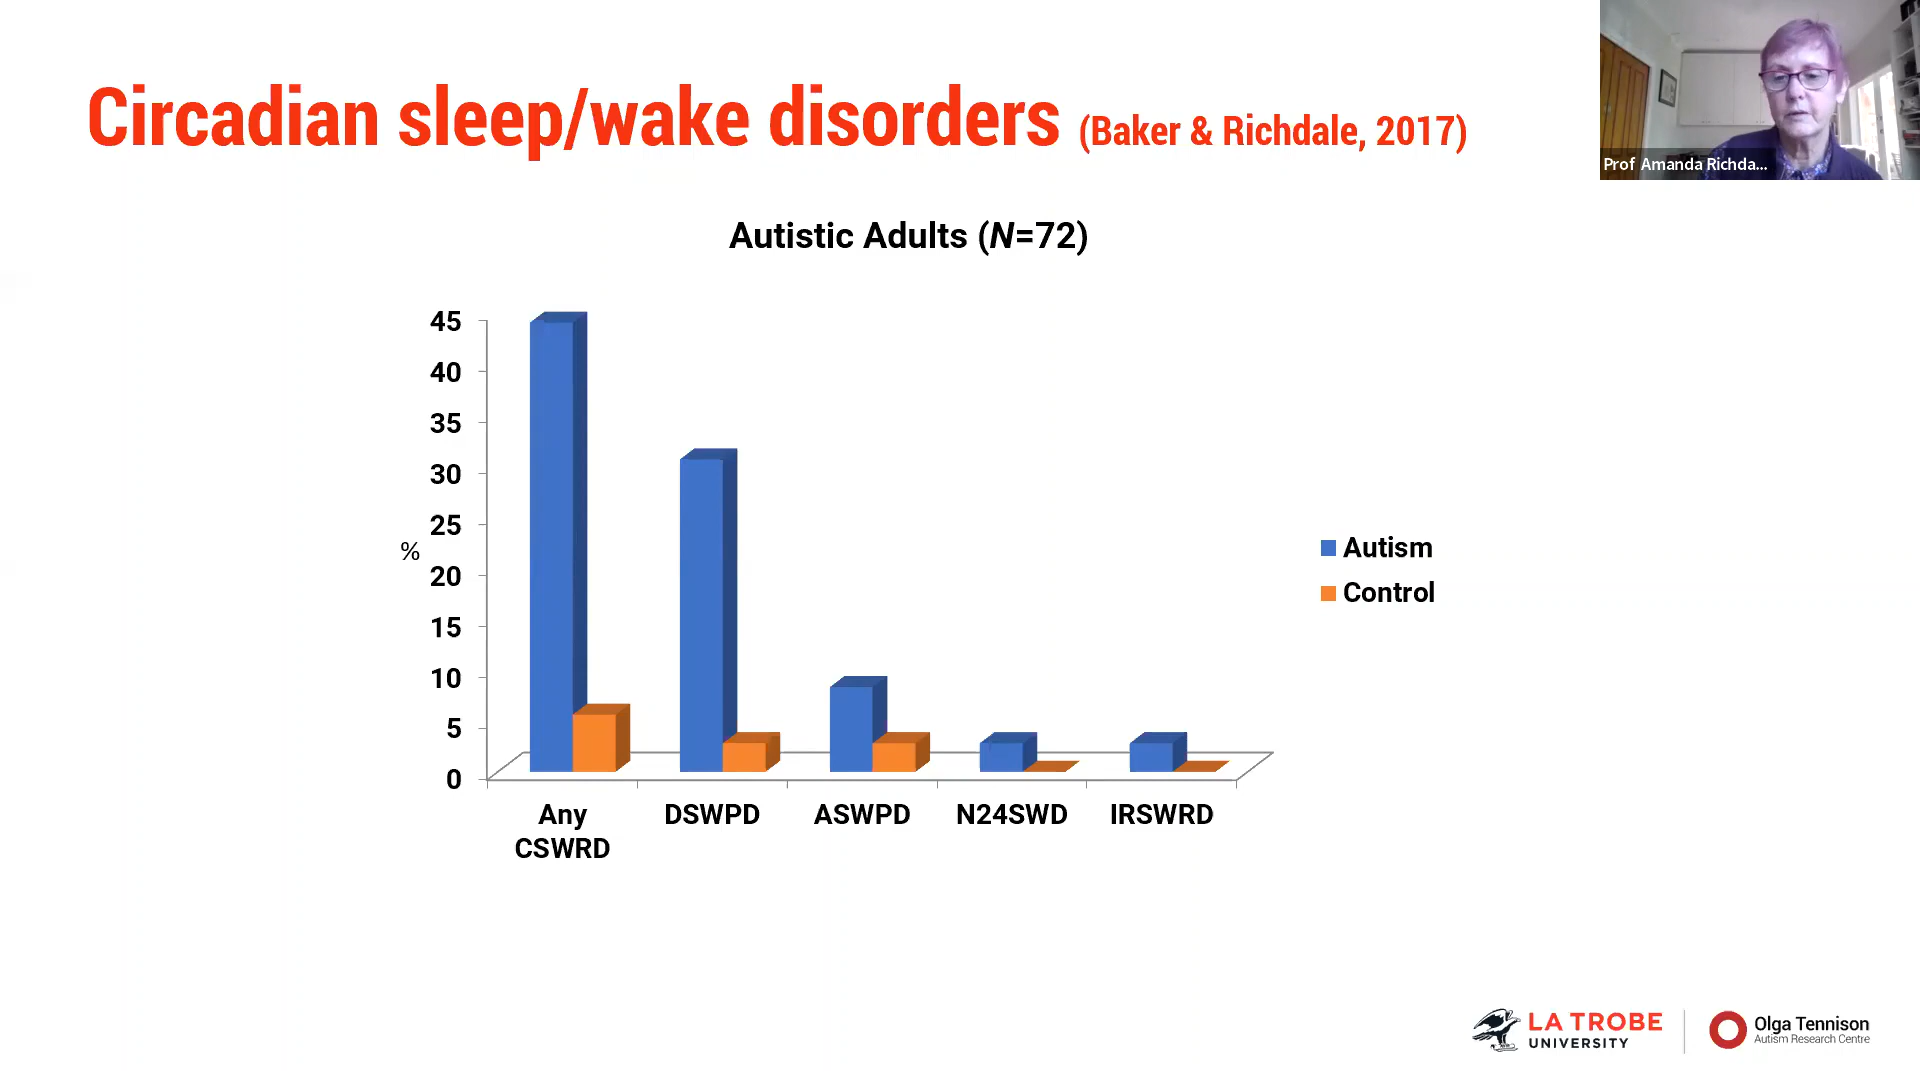 Circadian sleep/wake disorders (Baker & Richdale, 2017)
Prof Amanda Richda...
Autistic Adults (N=72)
45
40
35
30
25
%
20
15
10
5
0
Any
CSWRD
DSWPD
ASWPD
N24SWD
IRSWRD
Autism
Control
LA TROBE
UNIVERSITY
Olga Tennison
Autism Research Centre